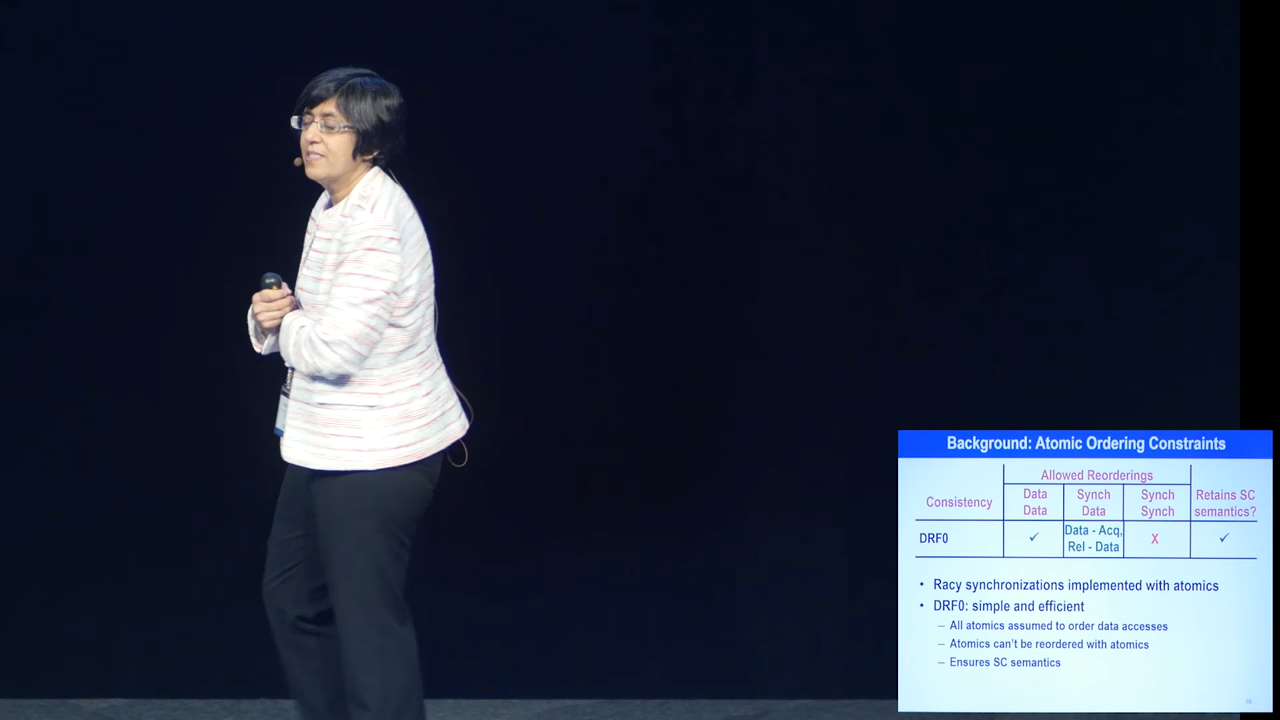 Background: Atomic Ordering Constraints
Allowed Reorderings
Consistency
Data Data
Synch Data
Synch Synch
Retains SC semantics?
DRF0
✓
Data - Acq, Rel - Data
X
✓
• Racy synchronizations implemented with atomics
• DRF0: simple and efficient
– All atomics assumed to order data accesses
– Atomics can't be reordered with atomics
– Ensures SC semantics